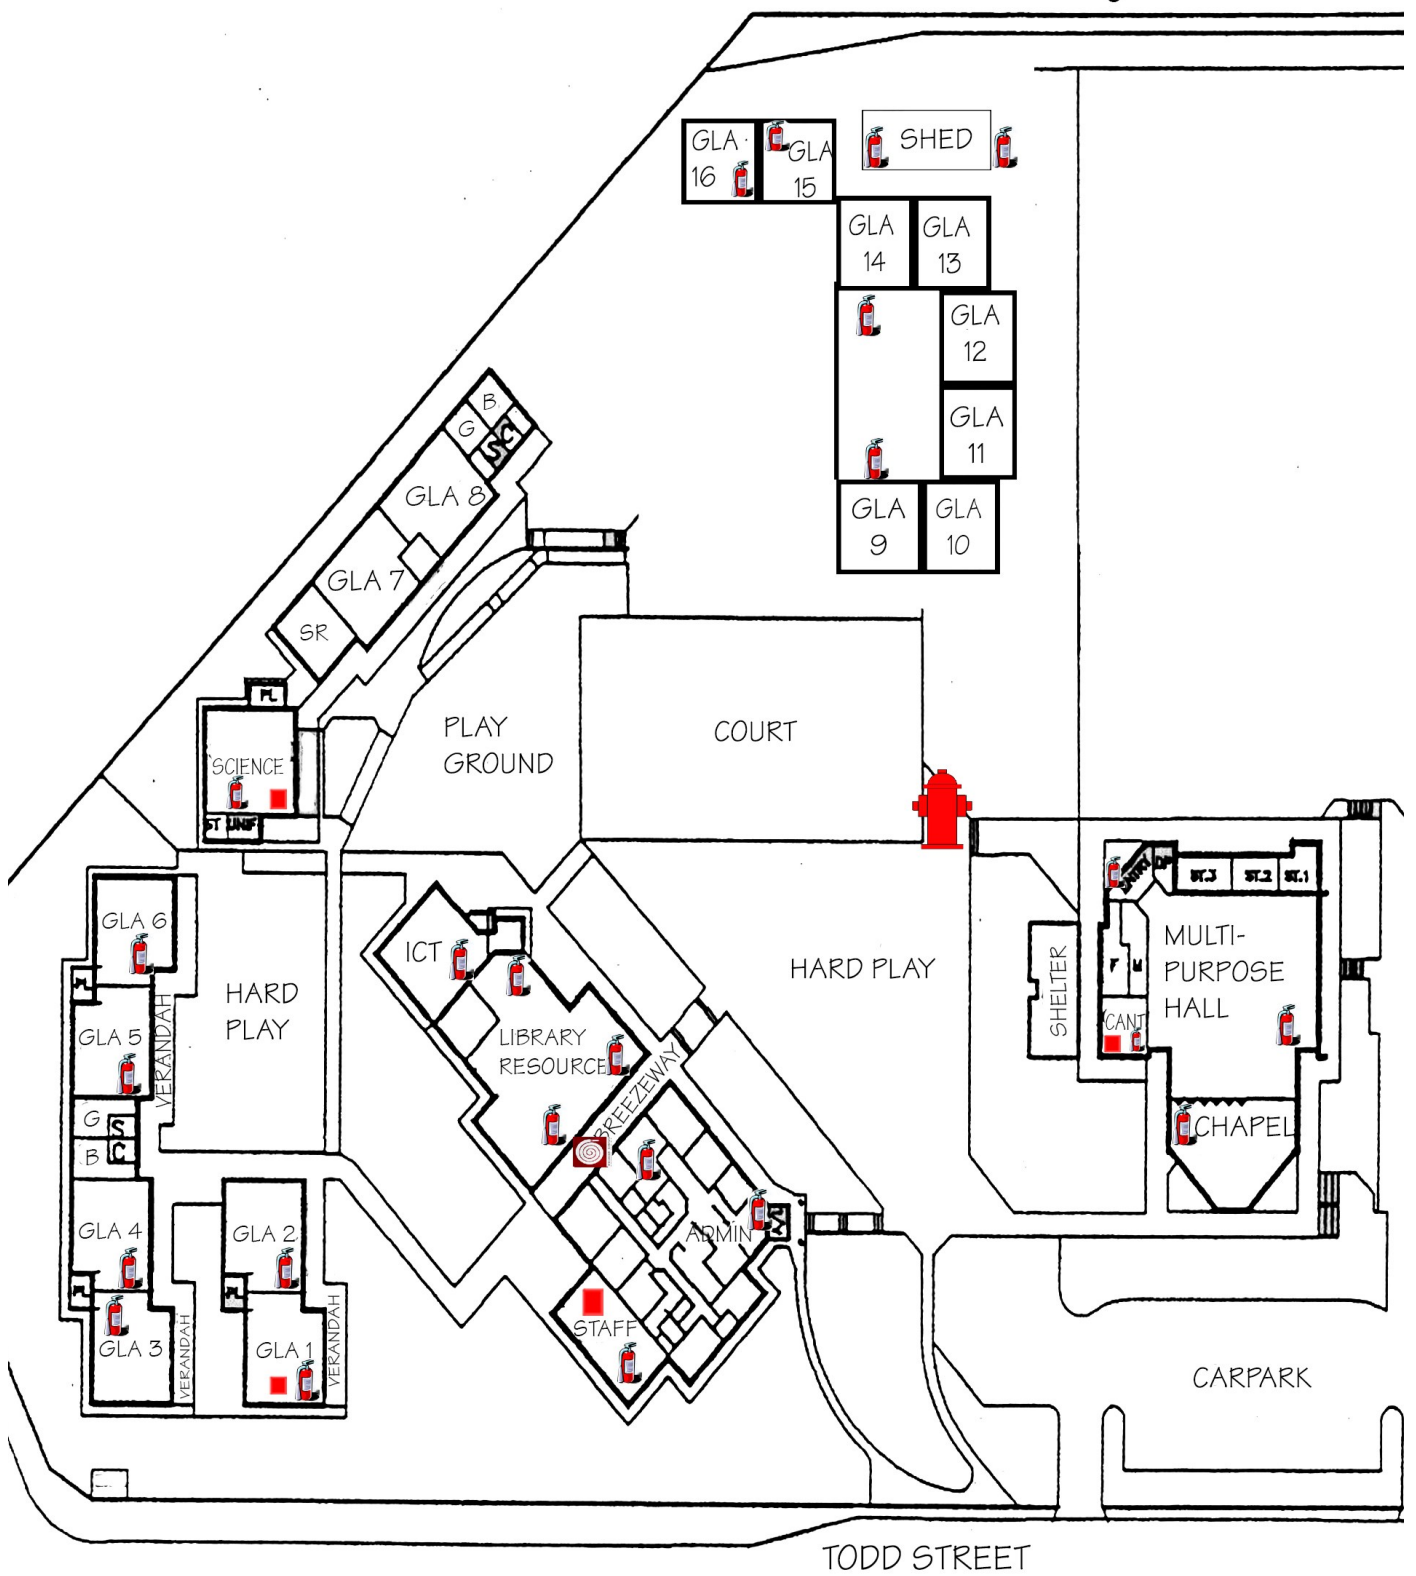 GLA
16
GLA
15
SHED
GLA
14
GLA
13
GLA
12
GLA
11
GLA
9
GLA
10
B
G
S
C
GLA 8
GLA 7
SR
PL
SCIENCE
ST
UNIF
PLAY
GROUND
COURT
GLA 6
PL
GLA 5
VERANDAH
HARD
PLAY
G
S
B
C
GLA 4
PL
GLA 3
VERANDAH
GLA 2
PL
GLA 1
VERANDAH
ICT
LIBRARY
RESOURCE
BREEZEWAY
ADMIN
STAFF
HARD PLAY
SHELTER
ENTRY
ST.3
ST.2
ST.1
F
MULTI-
PURPOSE
HALL
CANT
CHAPEL
CARPARK
TODD STREET